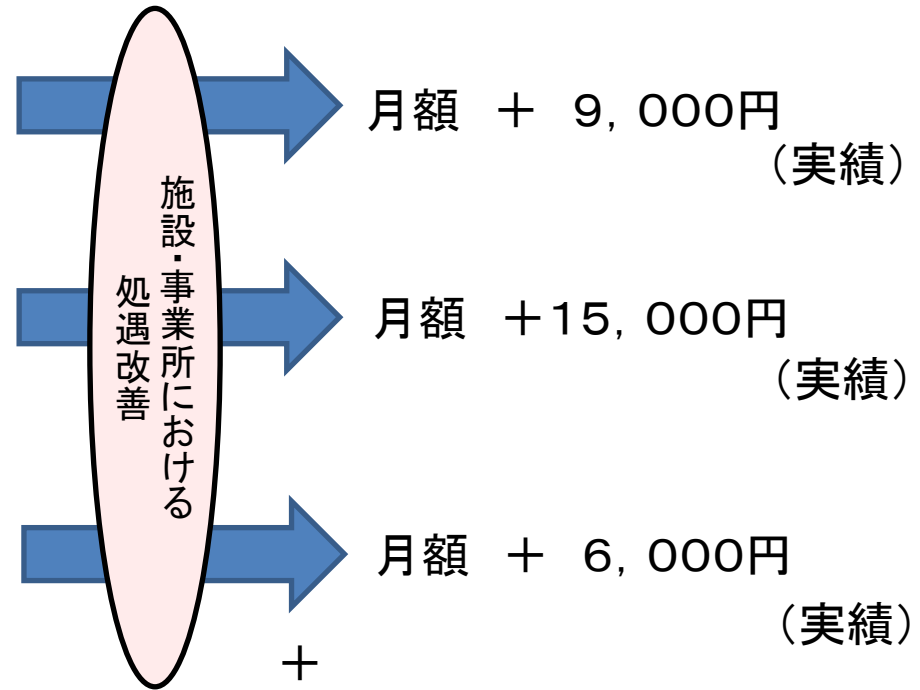 施設・事業所における
処遇改善
月額 ＋ ９，０００円
（実績）
月額 ＋１５，０００円
（実績）
月額 ＋ ６，０００円
（実績）
＋